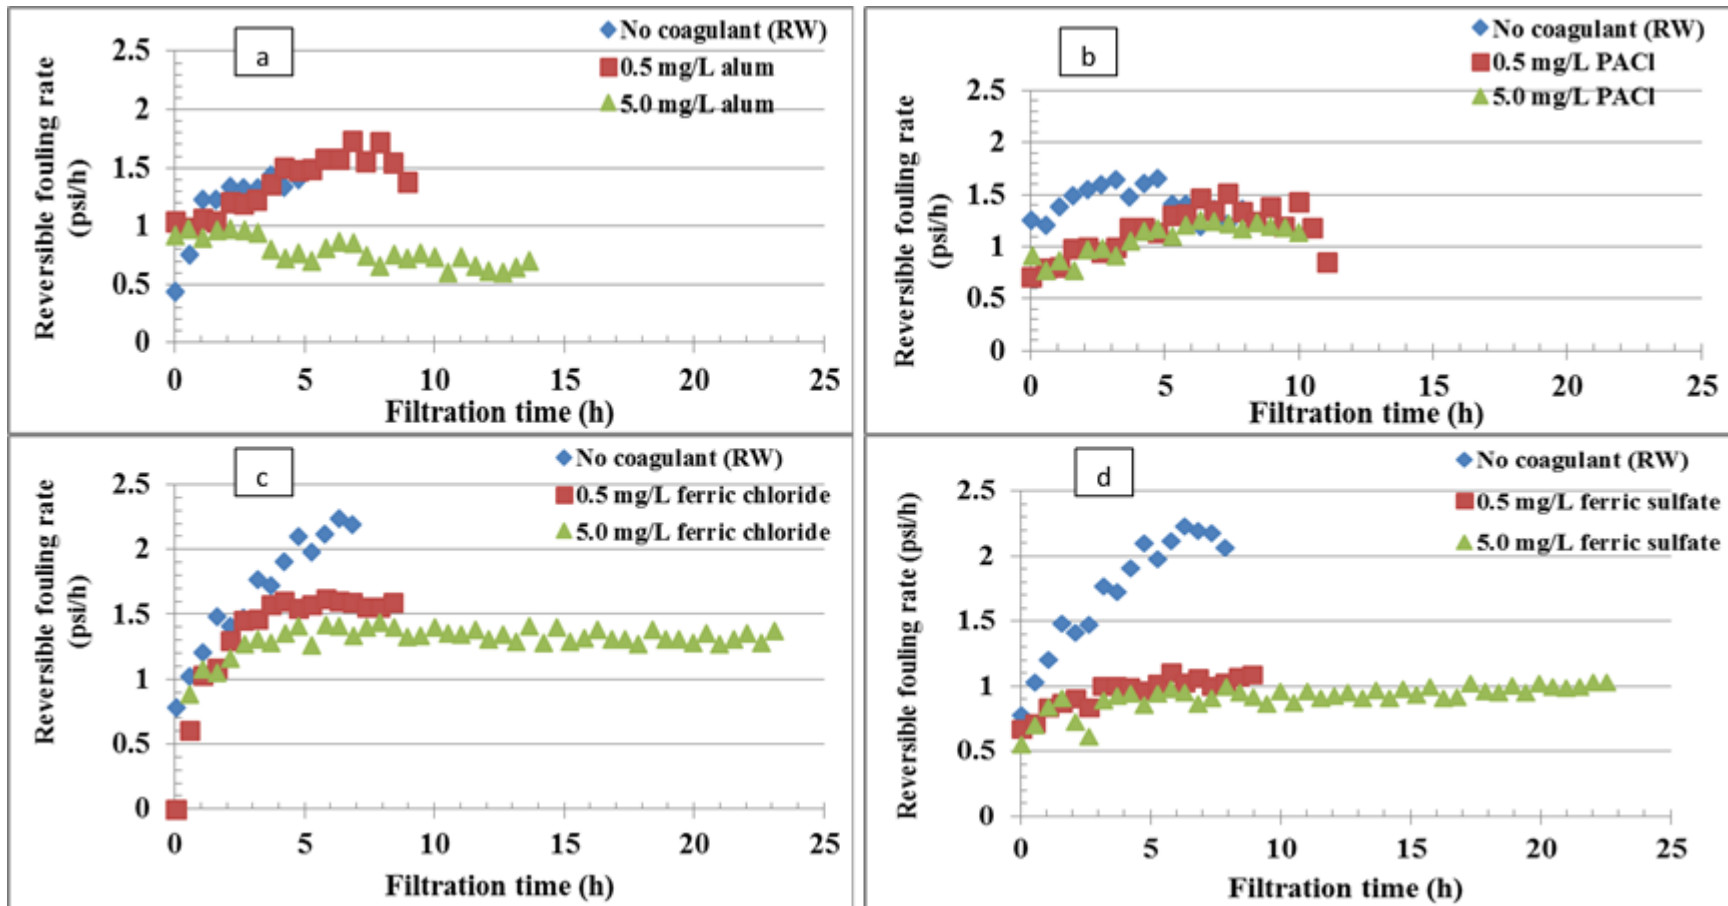 a
No coagulant (RW)
0.5 mg/L alum
5.0 mg/L alum
Reversible fouling rate
(psi/h)
2.5
2
1.5
1
0.5
0
0 5 10 15 20 25
Filtration time (h)
b
No coagulant (RW)
0.5 mg/L PACl
5.0 mg/L PACl
Reversible fouling rate
(psi/h)
2.5
2
1.5
1
0.5
0
0 5 10 15 20 25
Filtration time (h)
c
No coagulant (RW)
0.5 mg/L ferric chloride
5.0 mg/L ferric chloride
Reversible fouling rate
(psi/h)
2.5
2
1.5
1
0.5
0
0 5 10 15 20 25
Filtration time (h)
d
No coagulant (RW)
0.5 mg/L ferric sulfate
5.0 mg/L ferric sulfate
Reversible fouling rate (psi/h)
2.5
2
1.5
1
0.5
0
0 5 10 15 20 25
Filtration time (h)